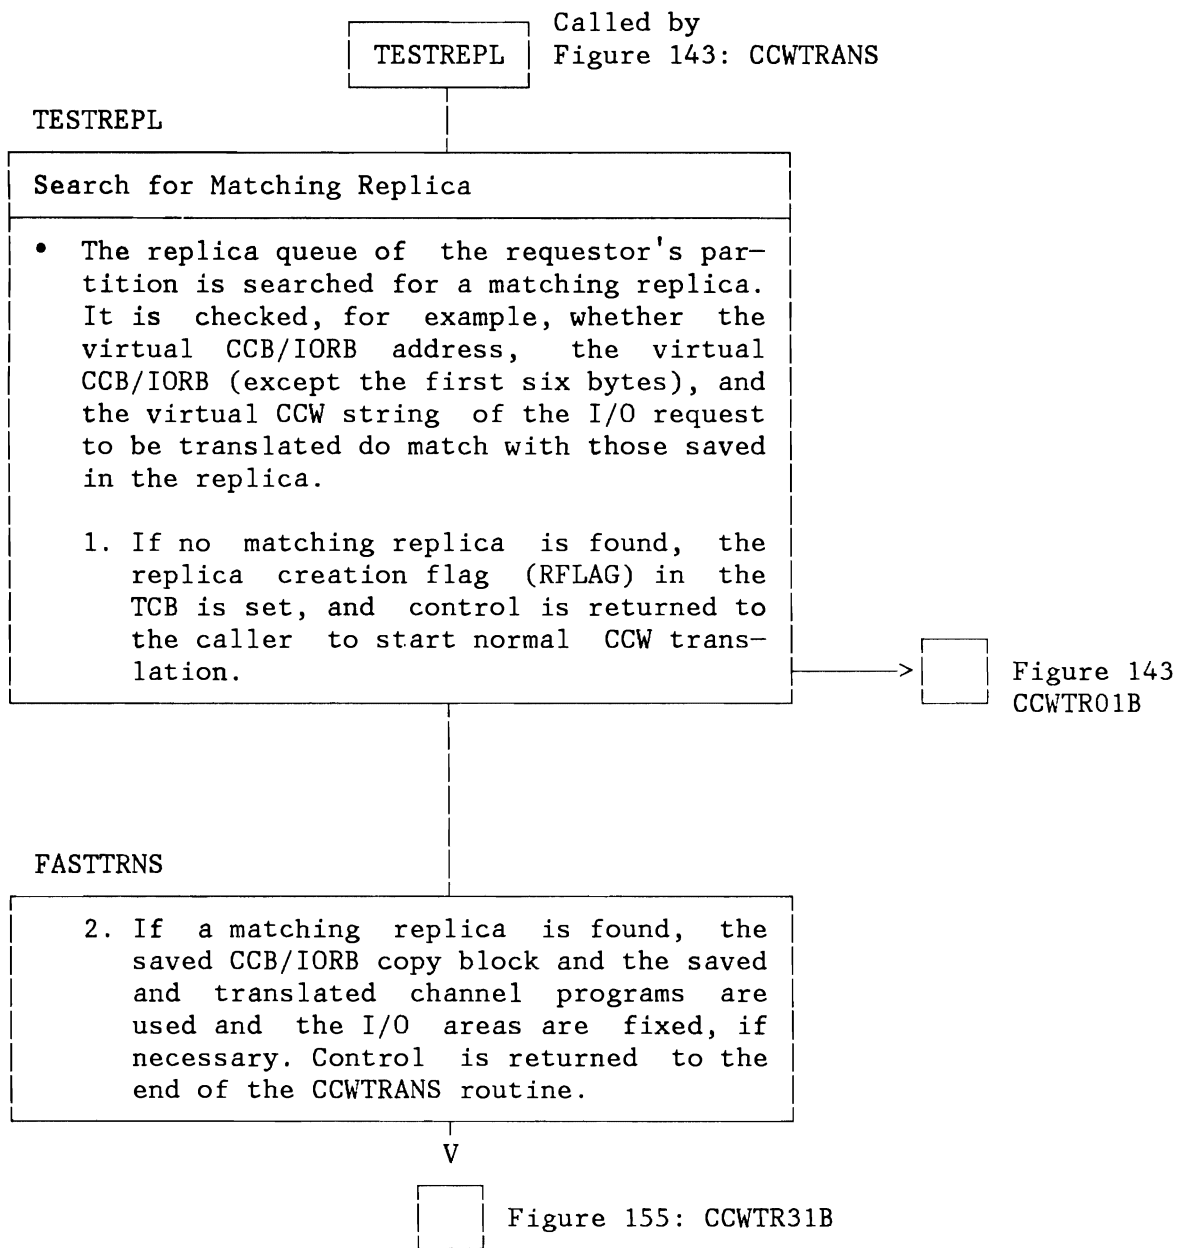 Called by
TESTREPL Figure 143: CCWTRANS
TESTREPL
Search for Matching Replica
• The replica queue of the requestor's par-
tition is searched for a matching replica.
It is checked, for example, whether the
virtual CCB/IORB address, the virtual
CCB/IORB (except the first six bytes), and
the virtual CCW string of the I/O request
to be translated do match with those saved
in the replica.
1. If no matching replica is found, the
replica creation flag (RFLAG) in the
TCB is set, and control is returned to
the caller to start normal CCW trans-
lation.
Figure 143
CCWTR01B
FASTTRNS
2. If a matching replica is found, the
saved CCB/IORB copy block and the saved
and translated channel programs are
used and the I/O areas are fixed, if
necessary. Control is returned to the
end of the CCWTRANS routine.
V
Figure 155: CCWTR31B